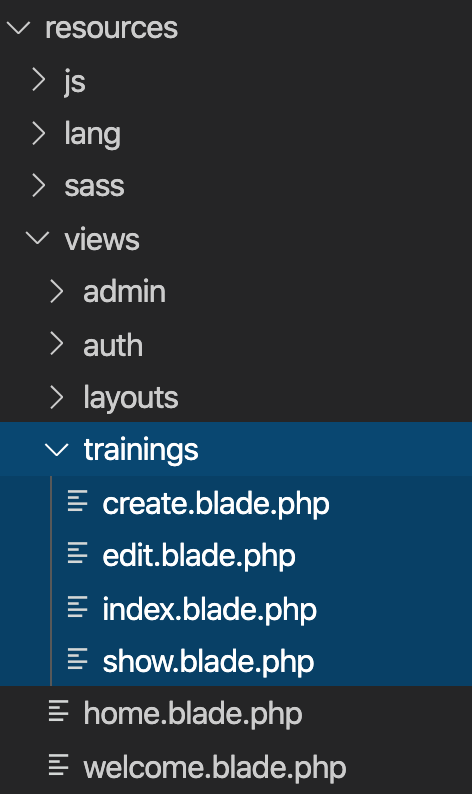 resources
js
lang
sass
views
admin
auth
layouts
trainings
create.blade.php
edit.blade.php
index.blade.php
show.blade.php
home.blade.php
welcome.blade.php